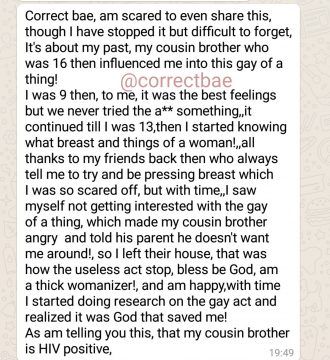 Correct bae, am scared to even share this,
though I have stopped it but difficult to forget,
It's about my past, my cousin brother who
was 16 then influenced me into this gay of a
thing!
@correctbae
I was 9 then, to me, it was the best feelings
but we never tried the a** something,,it
continued till I was 13,then I started knowing
what breast and things of a woman!,,all
thanks to my friends back then who always
tell me to try and be pressing breast which
I was so scared off, but with time,,I saw
myself not getting interested with the gay
of a thing, which made my cousin brother
angry and told his parent he doesn't want
me around!, so I left their house, that was
how the useless act stop, bless be God, am
a thick womanizer!, and am happy,with time
I started doing research on the gay act and
realized it was God that saved me!
As am telling you this, that my cousin brother
is HIV positive,
19:49